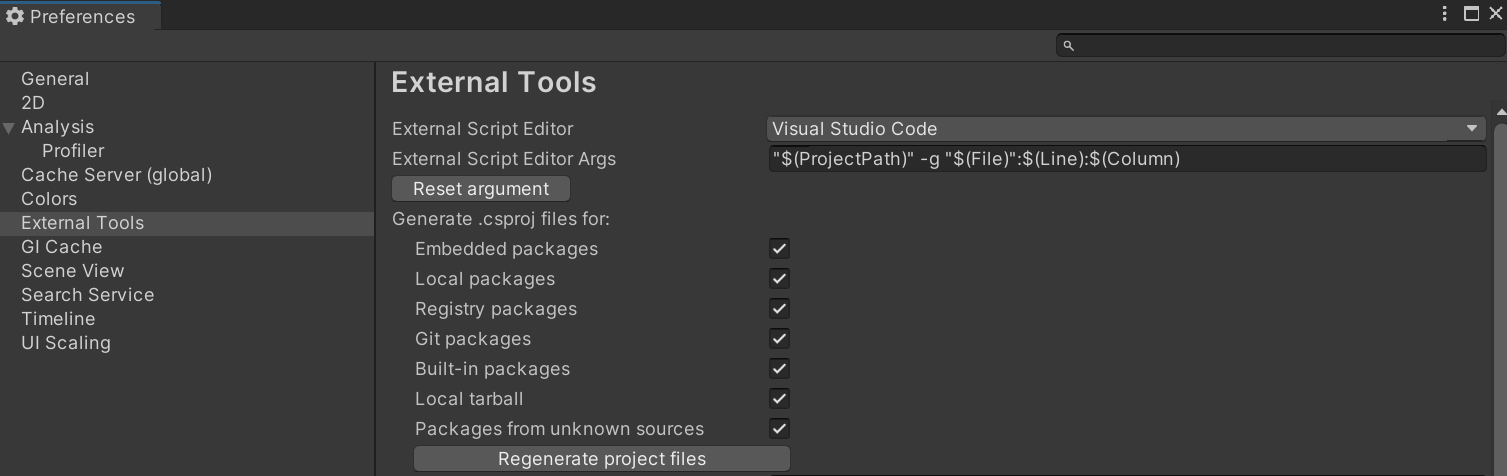 Preferences
General
2D
Analysis
Profiler
Cache Server (global)
Colors
External Tools
GI Cache
Scene View
Search Service
Timeline
UI Scaling
External Tools
External Script Editor
Visual Studio Code
External Script Editor Args
"$(ProjectPath)" -g "$(File)":$(Line):$(Column)
Reset argument
Generate .csproj files for:
Embedded packages
Local packages
Registry packages
Git packages
Built-in packages
Local tarball
Packages from unknown sources
Regenerate project files